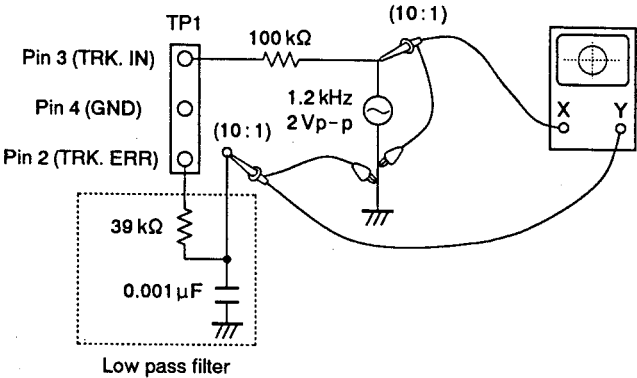 TP1
(10:1)
100 kΩ
Pin 3 (TRK. IN)
1.2 kHz
2 Vp-p
X
Y
Pin 4 (GND)
(10:1)
Pin 2 (TRK. ERR)
39 kΩ
0.001 µF
Low pass filter